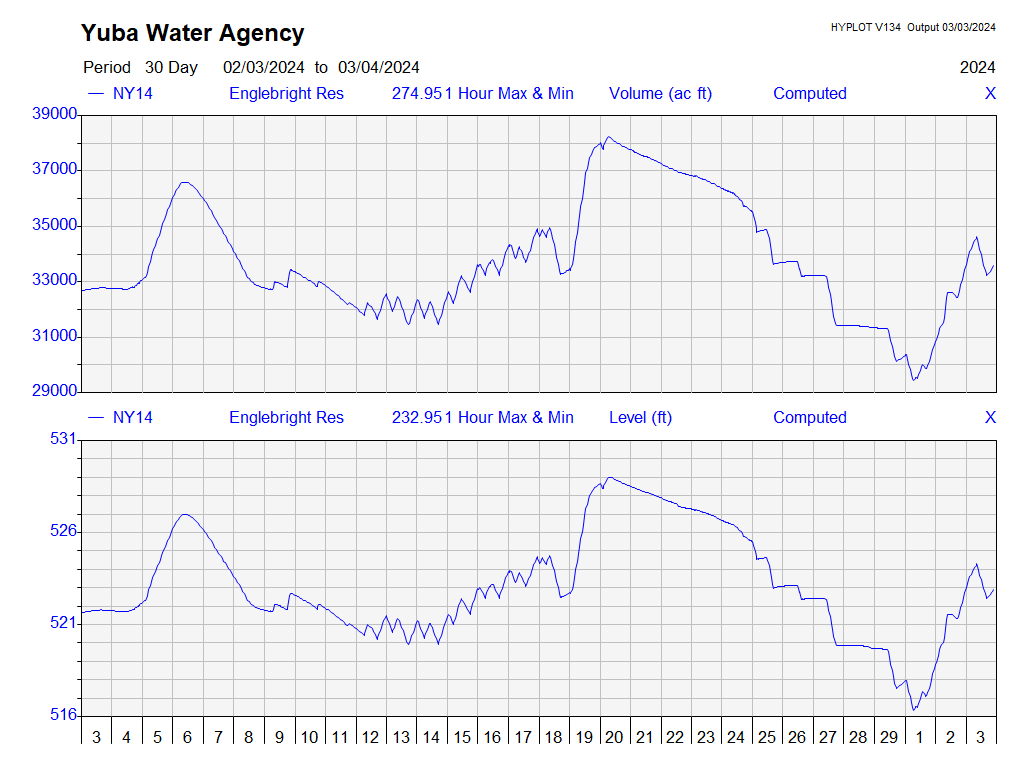 Yuba Water Agency
HYPLOT V134 Output 03/03/2024
Period 30 Day 02/03/2024 to 03/04/2024 2024
NY14 Englebright Res 274.951 Hour Max & Min Volume (ac ft) Computed X
39000
37000
35000
33000
31000
29000
NY14 Englebright Res 232.951 Hour Max & Min Level (ft) Computed X
531
526
521
516
3 4 5 6 7 8 9 10 11 12 13 14 15 16 17 18 19 20 21 22 23 24 25 26 27 28 29 1 2 3